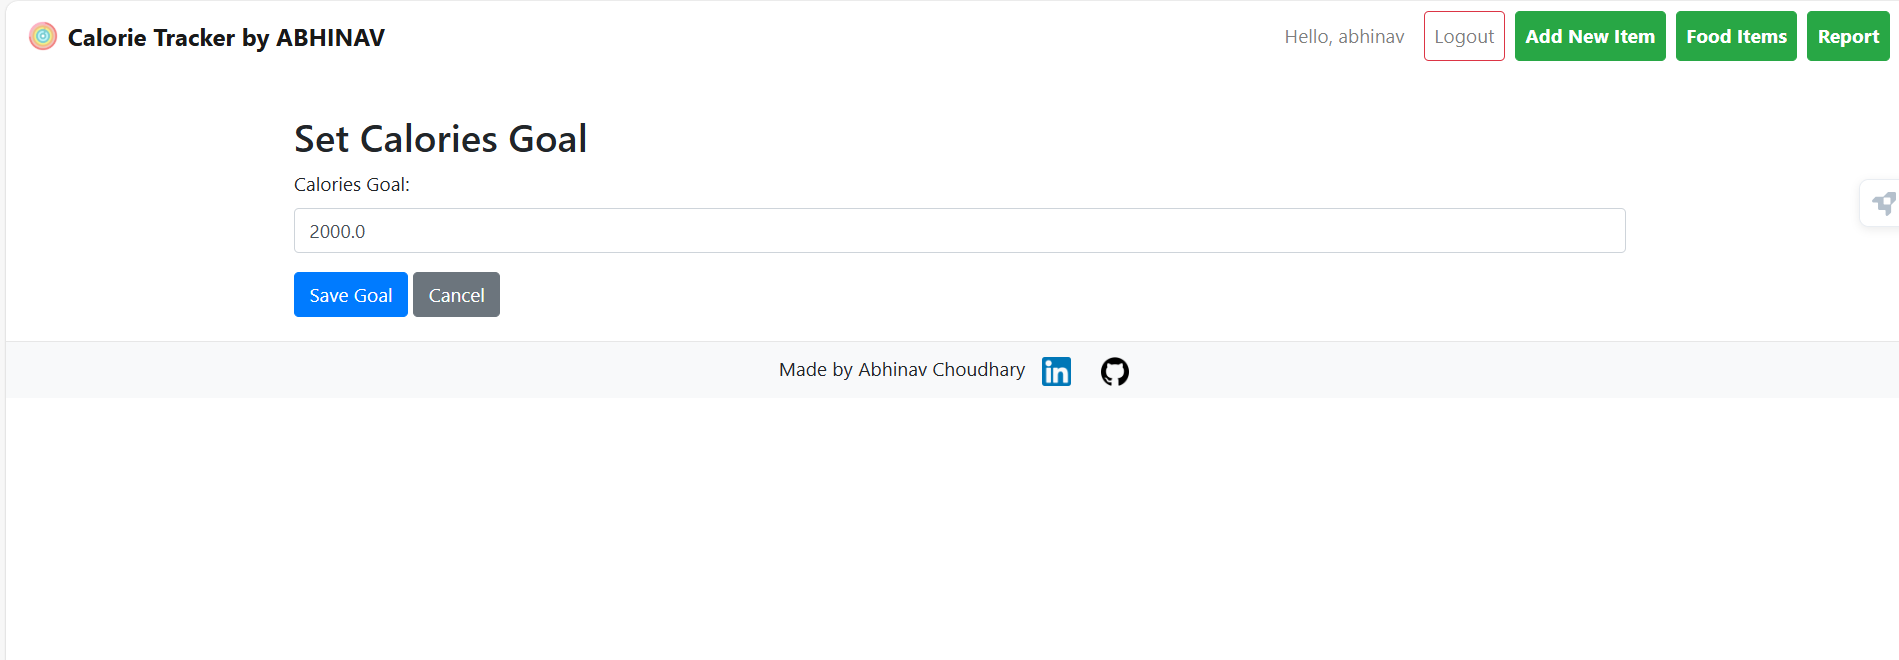 Calorie Tracker by ABHINAV
Hello, abhinav
Logout
Add New Item
Food Items
Report
Set Calories Goal
Calories Goal:
2000.0
Save Goal
Cancel
Made by Abhinav Choudhary
in